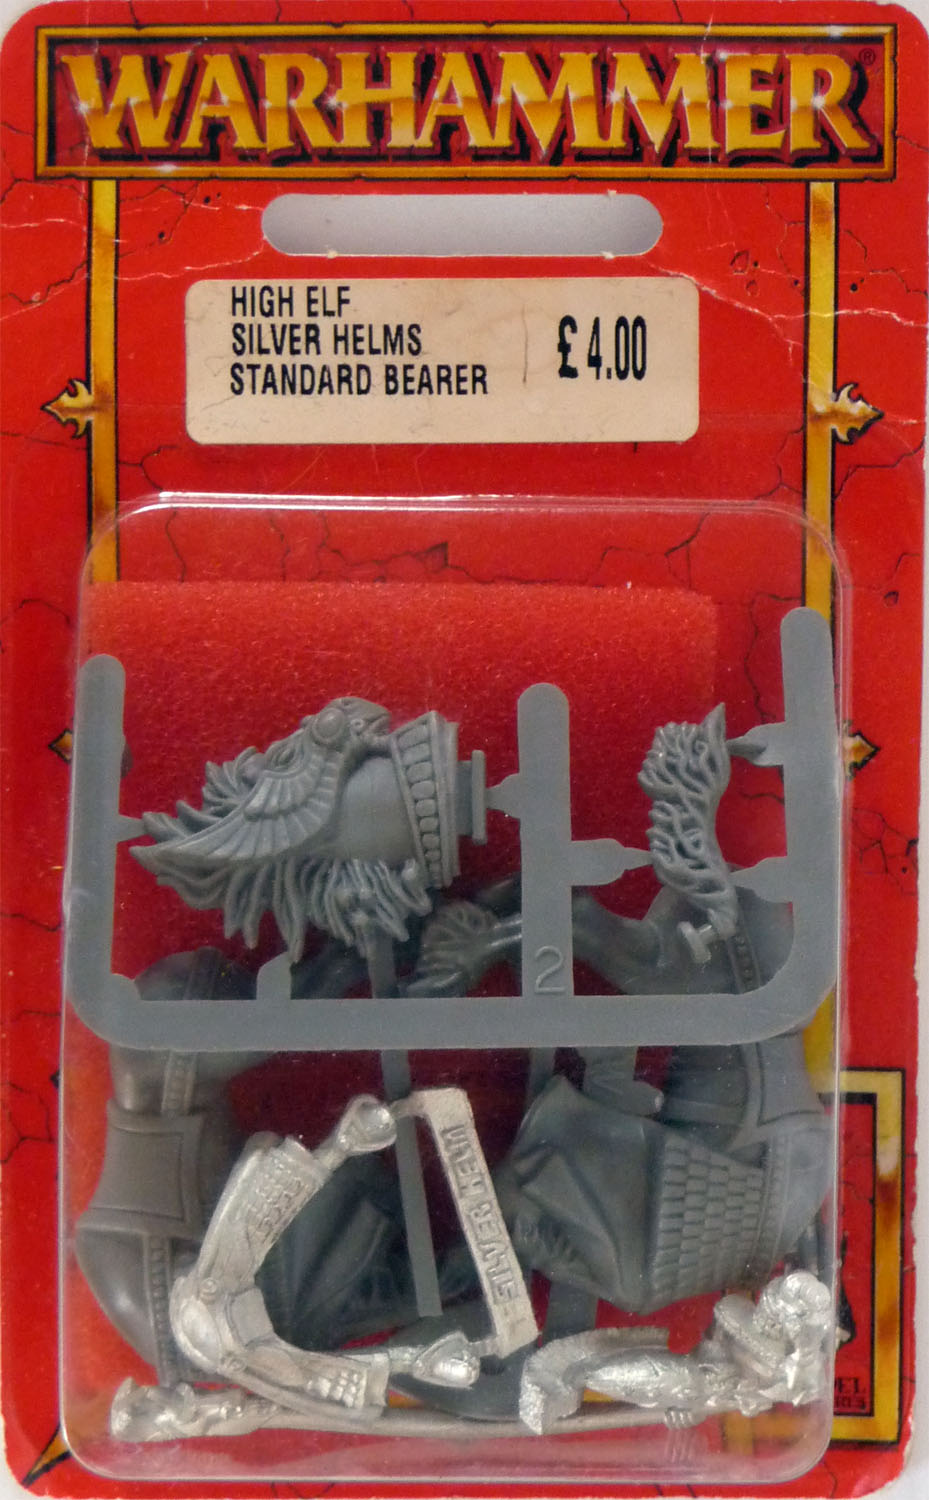 WARHAMMER®
HIGH ELF
SILVER HELMS
STANDARD BEARER
£4.00
2
SILVER HELM